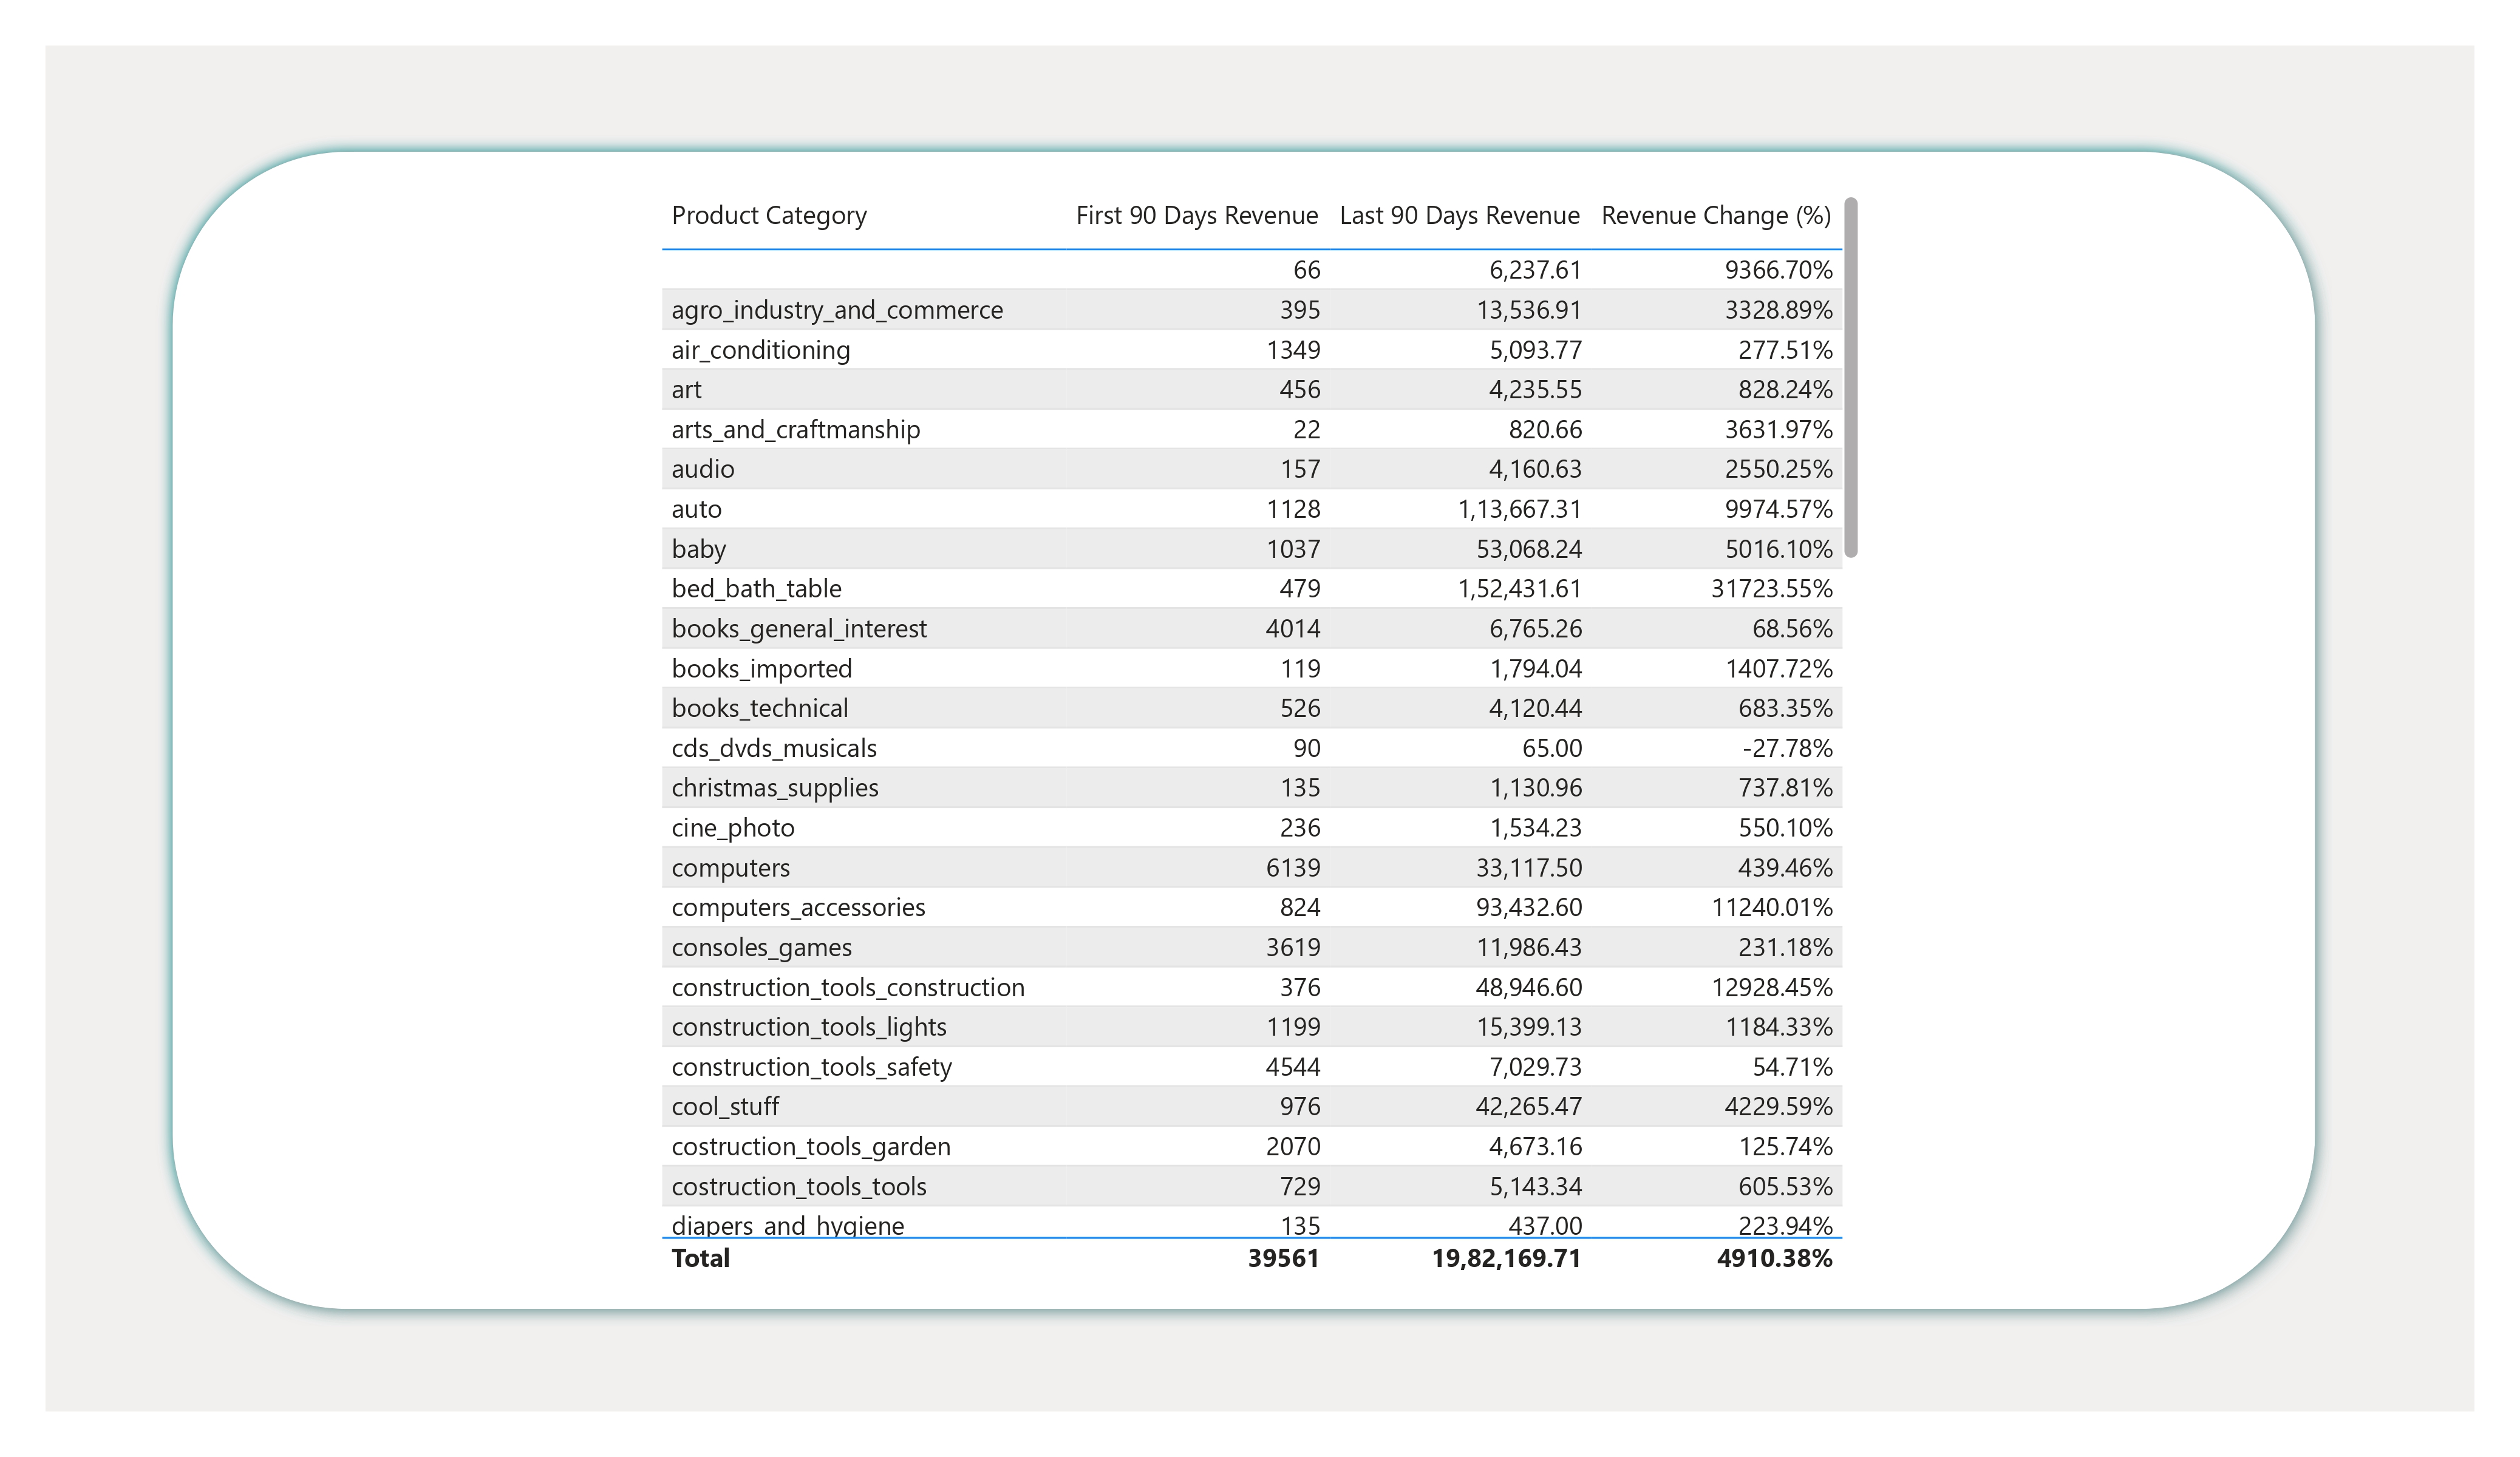 Product Category First 90 Days Revenue Last 90 Days Revenue Revenue Change (%)
66 6,237.61 9366.70%
agro_industry_and_commerce 395 13,536.91 3328.89%
air_conditioning 1349 5,093.77 277.51%
art 456 4,235.55 828.24%
arts_and_craftmanship 22 820.66 3631.97%
audio 157 4,160.63 2550.25%
auto 1128 1,13,667.31 9974.57%
baby 1037 53,068.24 5016.10%
bed_bath_table 479 1,52,431.61 31723.55%
books_general_interest 4014 6,765.26 68.56%
books_imported 119 1,794.04 1407.72%
books_technical 526 4,120.44 683.35%
cds_dvds_musicals 90 65.00 -27.78%
christmas_supplies 135 1,130.96 737.81%
cine_photo 236 1,534.23 550.10%
computers 6139 33,117.50 439.46%
computers_accessories 824 93,432.60 11240.01%
consoles_games 3619 11,986.43 231.18%
construction_tools_construction 376 48,946.60 12928.45%
construction_tools_lights 1199 15,399.13 1184.33%
construction_tools_safety 4544 7,029.73 54.71%
cool_stuff 976 42,265.47 4229.59%
costruction_tools_garden 2070 4,673.16 125.74%
costruction_tools_tools 729 5,143.34 605.53%
diapers_and_hygiene 135 437.00 223.94%
Total 39561 19,82,169.71 4910.38%